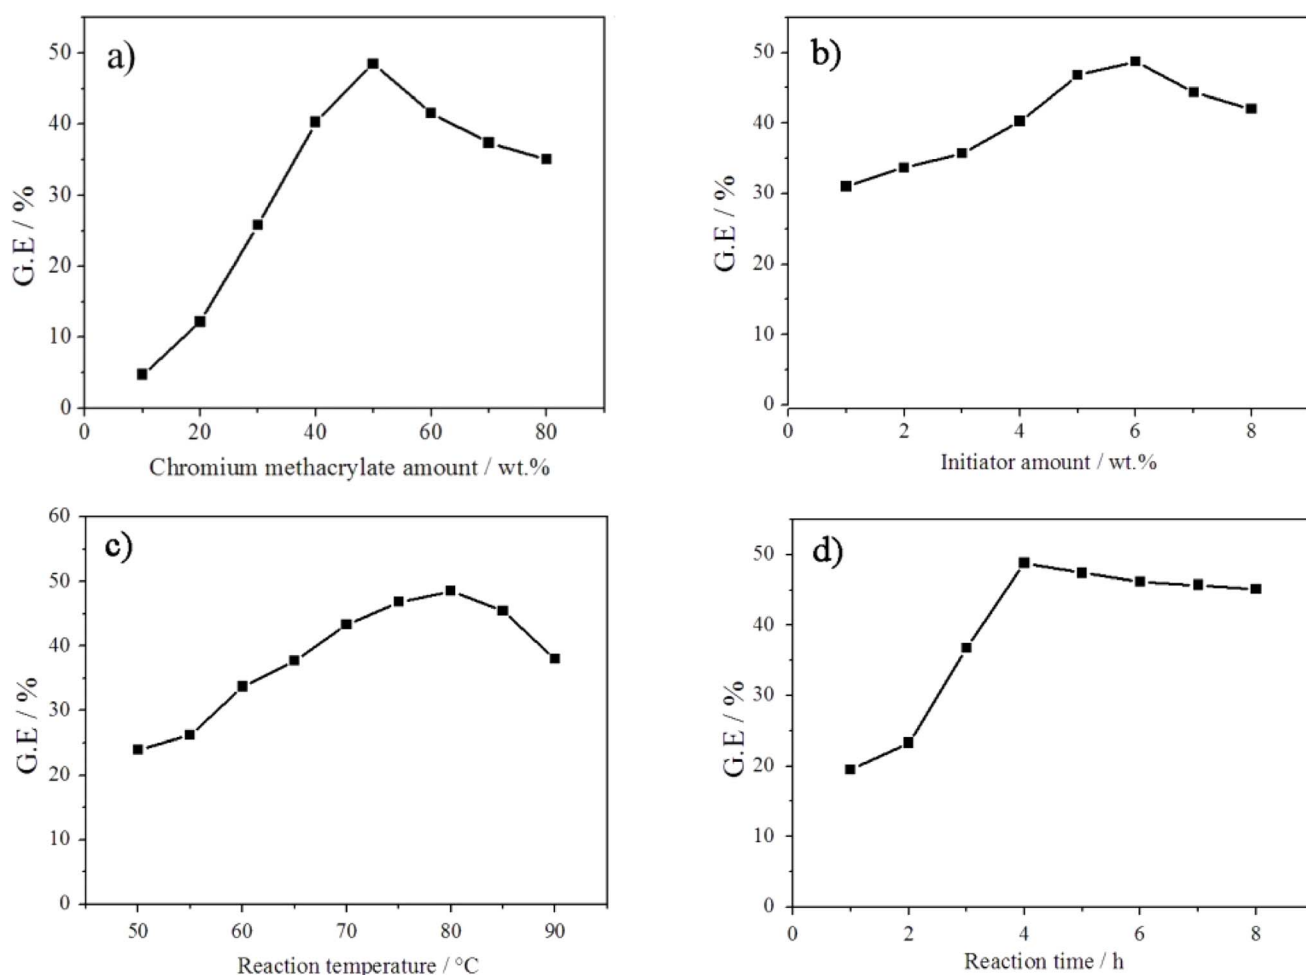 a)
50
40
30
20
10
0
G.E / %
0 20 40 60 80
Chromium methacrylate amount / wt.%
b)
50
40
30
20
10
0
G.E / %
0 2 4 6 8
Initiator amount / wt.%
c)
60
50
40
30
20
10
0
G.E / %
50 60 70 80 90
Reaction temperature / °C
d)
50
40
30
20
10
0
G.E / %
0 2 4 6 8
Reaction time / h